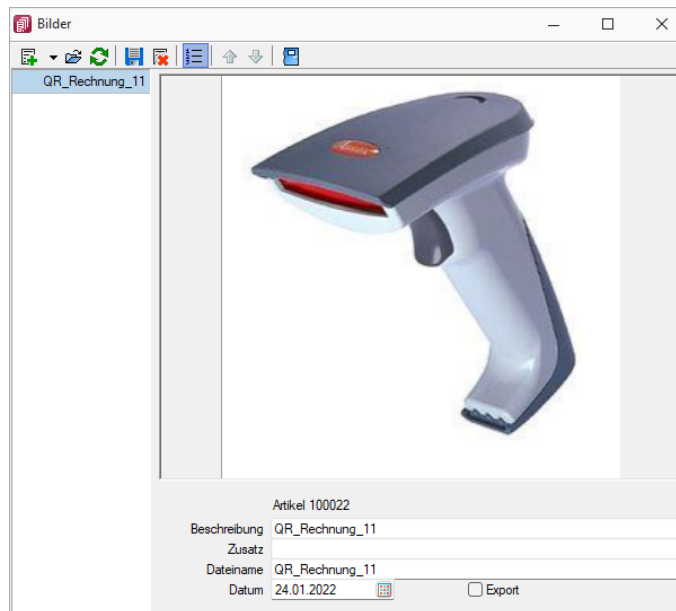 Bilder
QR_Rechnung_11
Artikel 100022
Beschreibung QR_Rechnung_11
Zusatz
Dateiname QR_Rechnung_11
Datum 24.01.2022 Export